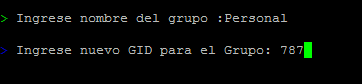 > Ingrese nombre del grupo :Personal
> Ingrese nuevo GID para el Grupo: 787